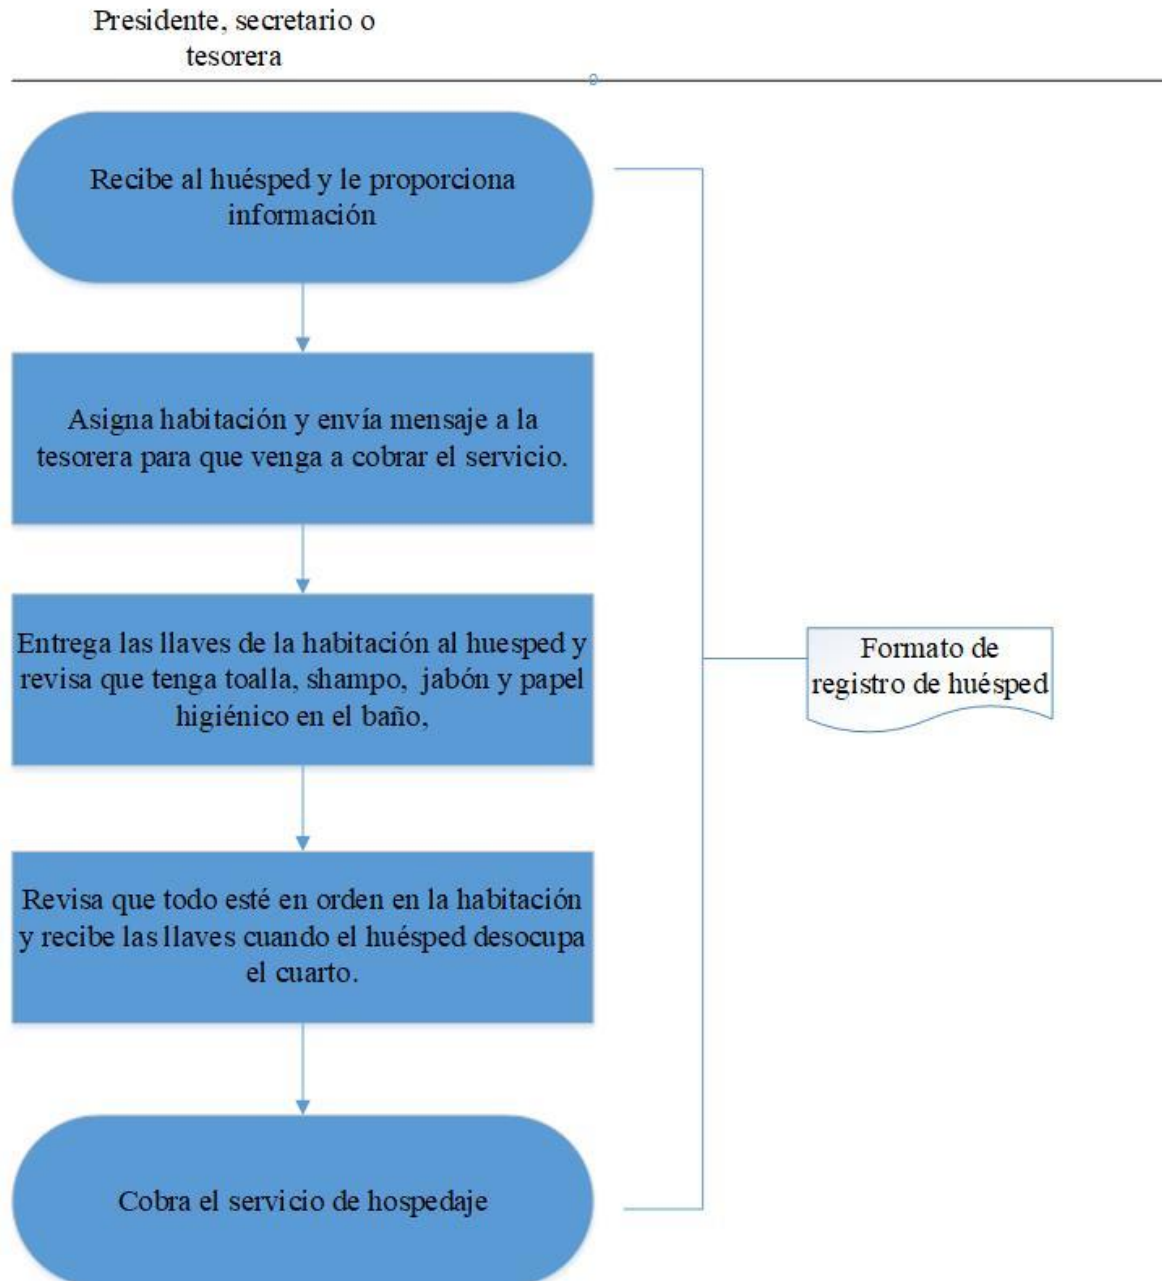 Presidente, secretario o
tesorera
Recibe al huésped y le proporciona
información
Asigna habitación y envía mensaje a la
tesorera para que venga a cobrar el servicio.
Entrega las llaves de la habitación al huesped y
revisa que tenga toalla, shampo, jabón y papel
higiénico en el baño,
Revisa que todo esté en orden en la habitación
y recibe las llaves cuando el huésped desocupa
el cuarto.
Cobra el servicio de hospedaje
Formato de
registro de huésped